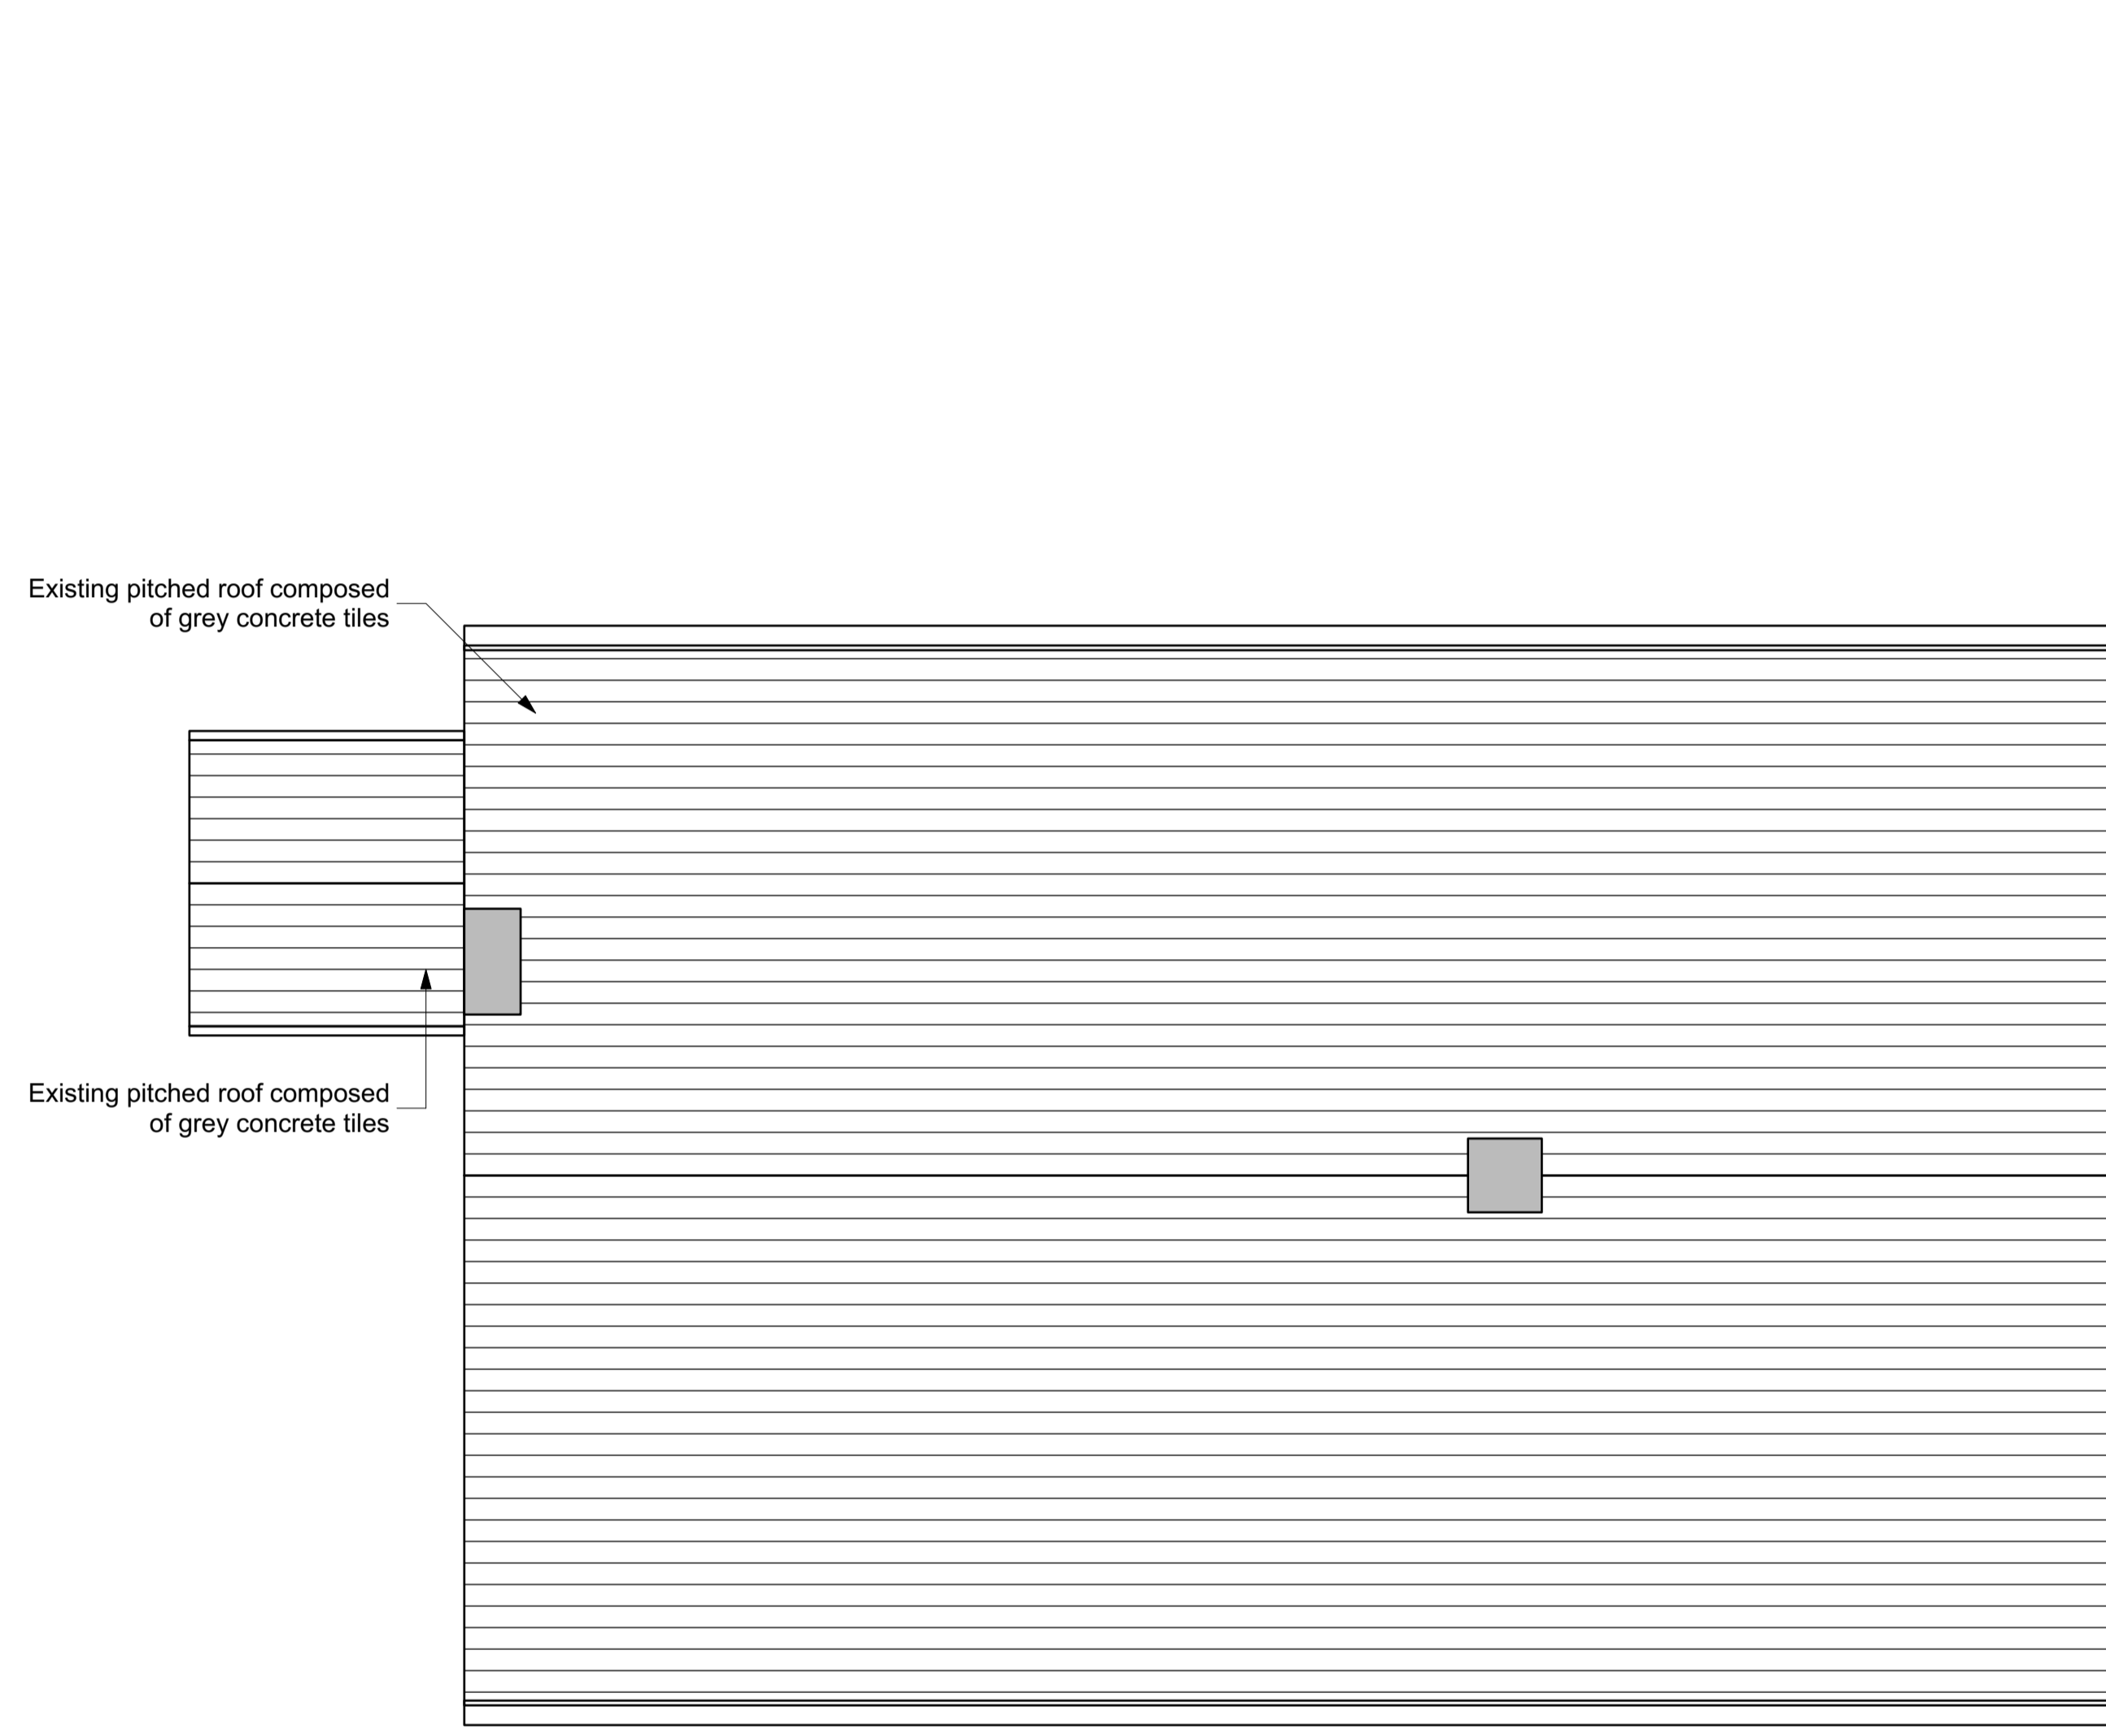 Existing pitched roof composed
of grey concrete tiles
Existing pitched roof composed
of grey concrete tiles